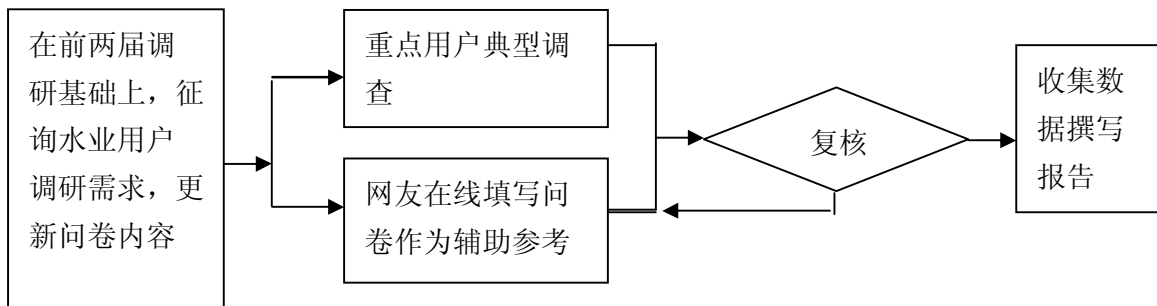 在前两届调
研基础上，征
询水业用户
调研需求，更
新问卷内容
重点用户典型调
查
网友在线填写问
卷作为辅助参考
复核
收集数
据撰写
报告